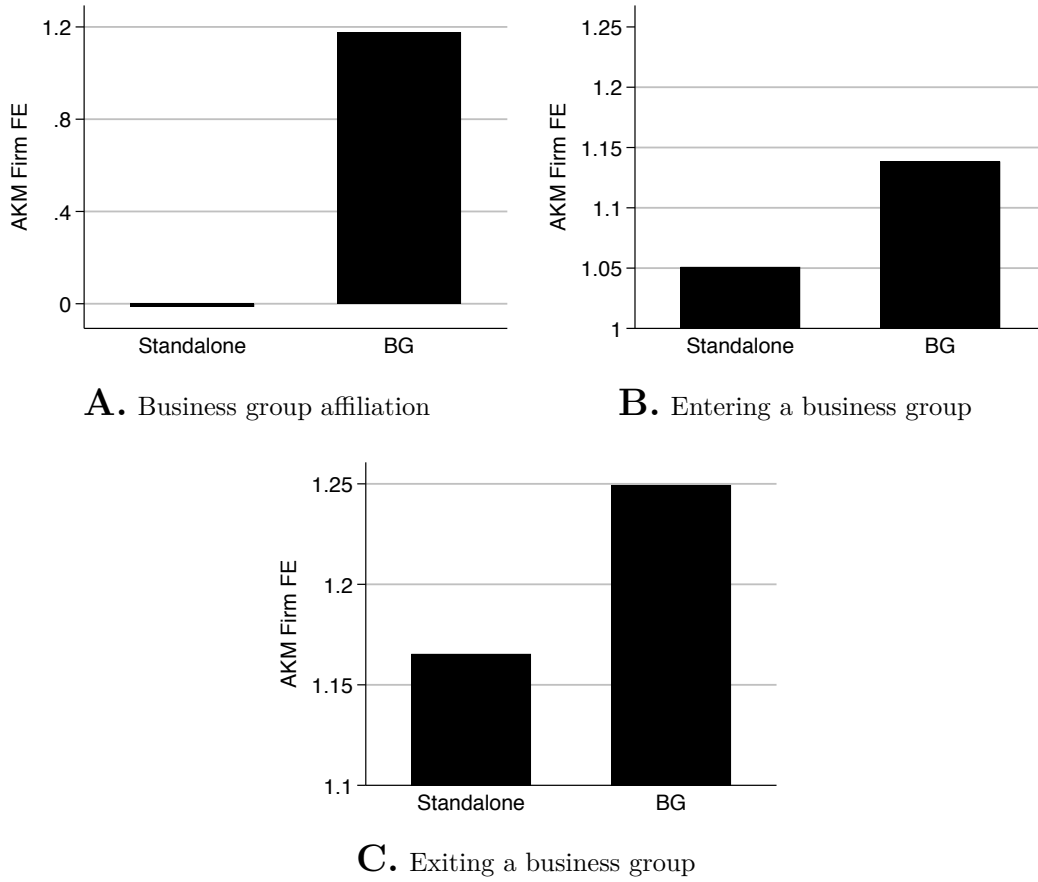 1.2
.8
.4
0
AKM Firm FE
Standalone BG
A. Business group affiliation
1.25
1.2
1.15
1.1
1.05
1
AKM Firm FE
Standalone BG
B. Entering a business group
1.25
1.2
1.15
1.1
AKM Firm FE
Standalone BG
C. Exiting a business group